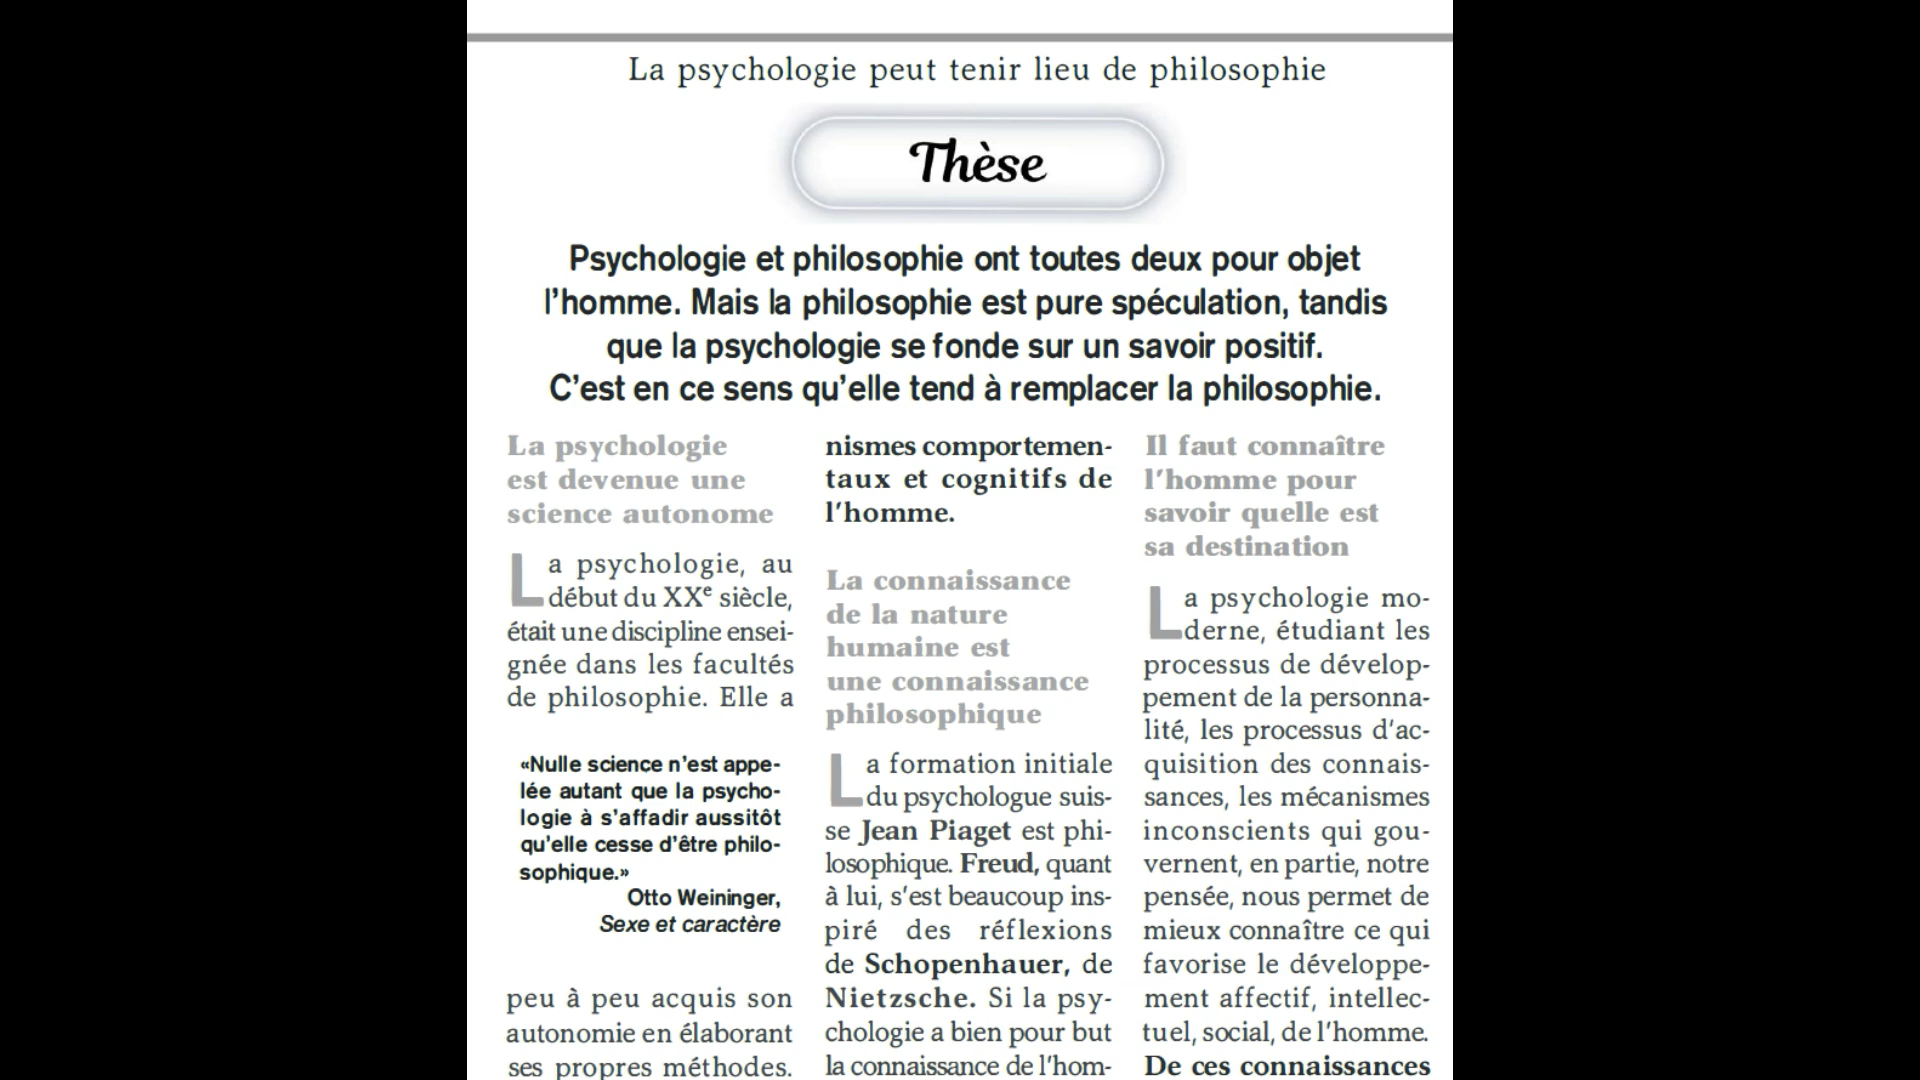 La psychologie peut tenir lieu de philosophie
Thèse
Psychologie et philosophie ont toutes deux pour objet
l'homme. Mais la philosophie est pure spéculation, tandis
que la psychologie se fonde sur un savoir positif.
C'est en ce sens qu'elle tend à remplacer la philosophie.
La psychologie
est devenue une
science autonome
La psychologie, au
début du XXe siècle,
était une discipline ensei-
gnée dans les facultés
de philosophie. Elle a
«Nulle science n'est appe-
lée autant que la psycho-
logie à s'affadir aussitôt
qu'elle cesse d'être philo-
sophique.»
Otto Weininger,
Sexe et caractère
peu à peu acquis son
autonomie en élaborant
ses propres méthodes.
nismes comportemen-
taux et cognitifs de
l'homme.
La connaissance
de la nature
humaine est
une connaissance
philosophique
La formation initiale
du psychologue suis-
se Jean Piaget est phi-
losophique. Freud, quant
à lui, s'est beaucoup ins-
piré des réflexions
de Schopenhauer, de
Nietzsche. Si la psy-
chologie a bien pour but
la connaissance de l'hom-
Il faut connaître
l'homme pour
savoir quelle est
sa destination
La psychologie mo-
derne, étudiant les
processus de dévelop-
pement de la personna-
lité, les processus d'ac-
quisition des connais-
sances, les mécanismes
inconscients qui gou-
vernent, en partie, notre
pensée, nous permet de
mieux connaître ce qui
favorise le développe-
ment affectif, intellec-
tuel, social, de l'homme.
De ces connaissances